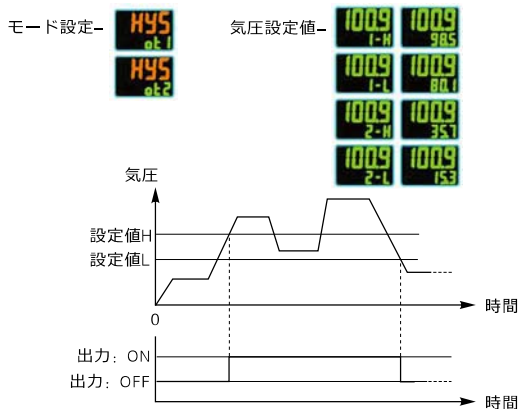 モード設定
HYS
ot1
HYS
ot2
気圧設定値
100.9
1-H
100.9
98.5
100.9
1-L
100.9
80.1
100.9
2-H
100.9
35.7
100.9
2-L
100.9
15.3
気圧
設定値H
設定値L
0
時間
出力：ON
出力：OFF
時間